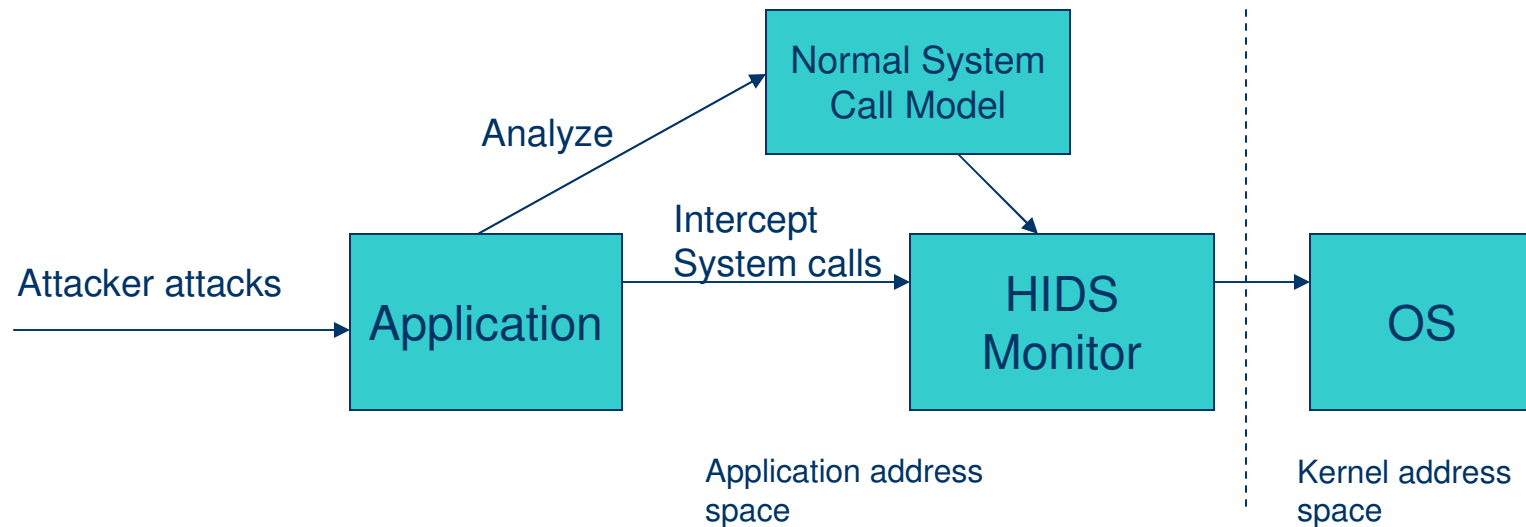 Normal System
Call Model
Analyze
Intercept
System calls
Attacker attacks
Application
HIDS
Monitor
OS
Application address
space
Kernel address
space